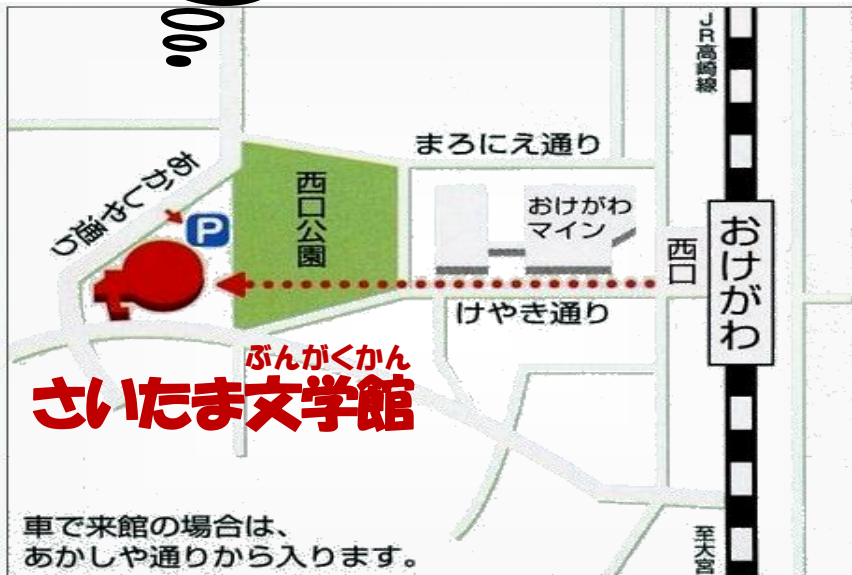 JR高崎線
まろにえ通り
あかしや通り
P
西口公園
おけがわ
マイン
西口
おけがわ
けやき通り
ぶんがくかん
さいたま文学館
車で来館の場合は、
あかしや通りから入ります。
至大宮